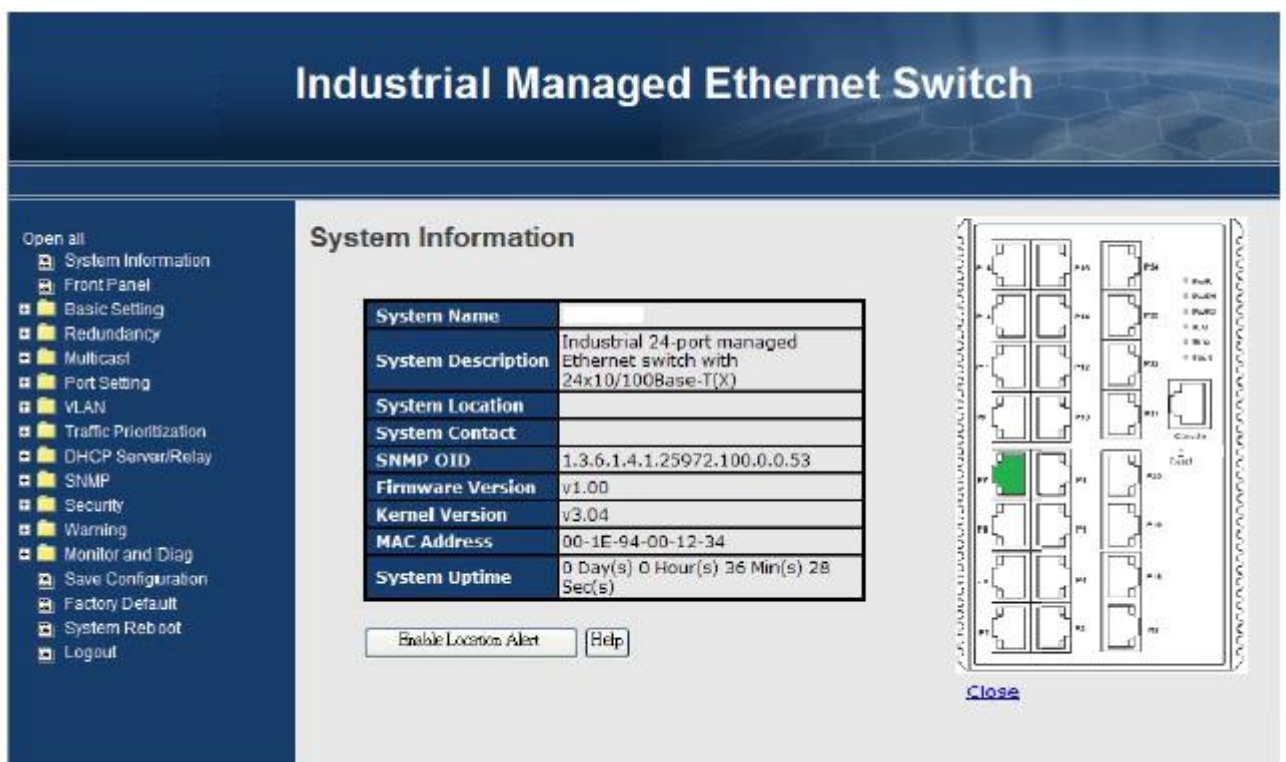 Industrial Managed Ethernet Switch
Open all
System Information
Front Panel
Basic Setting
Redundancy
Multicast
Port Setting
VLAN
Traffic Prioritization
DHCP Server/Relay
SNMP
Security
Warning
Monitor and Diag
Save Configuration
Factory Default
System Reboot
Logout
System Information
System Name
System Description Industrial 24-port managed
Ethernet switch with
24x10/100Base-T(X)
System Location
System Contact
SNMP OID 1.3.6.1.4.1.25972.100.0.0.53
Firmware Version v1.00
Kernel Version v3.04
MAC Address 00-1E-94-00-12-34
System Uptime 0 Day(s) 0 Hour(s) 36 Min(s) 28
Sec(s)
Enable Location Alert Help
Close